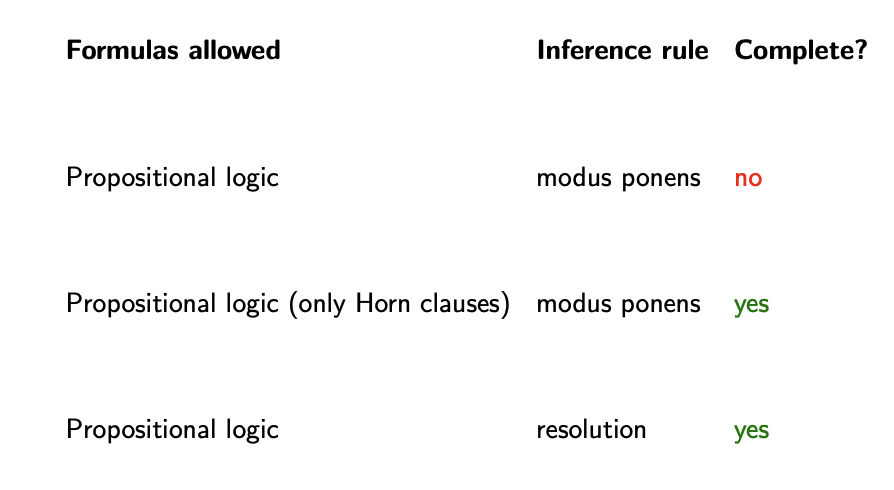 Formulas allowed Inference rule Complete?
Propositional logic modus ponens no
Propositional logic (only Horn clauses) modus ponens yes
Propositional logic resolution yes